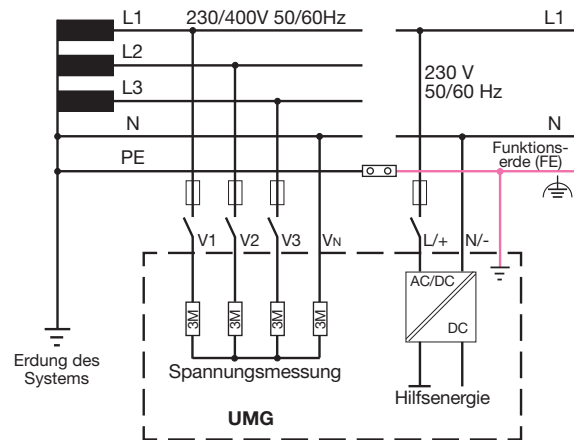 L1
230/400V 50/60Hz
L1
L2
230 V
50/60 Hz
L3
N
N
PE
Funktions-
erde (FE)
V1
V2
V3
VN
L/+
N/-
AC/DC
DC
3M
3M
3M
3M
Erdung des
Systems
Spannungsmessung
Hilfsenergie
UMG